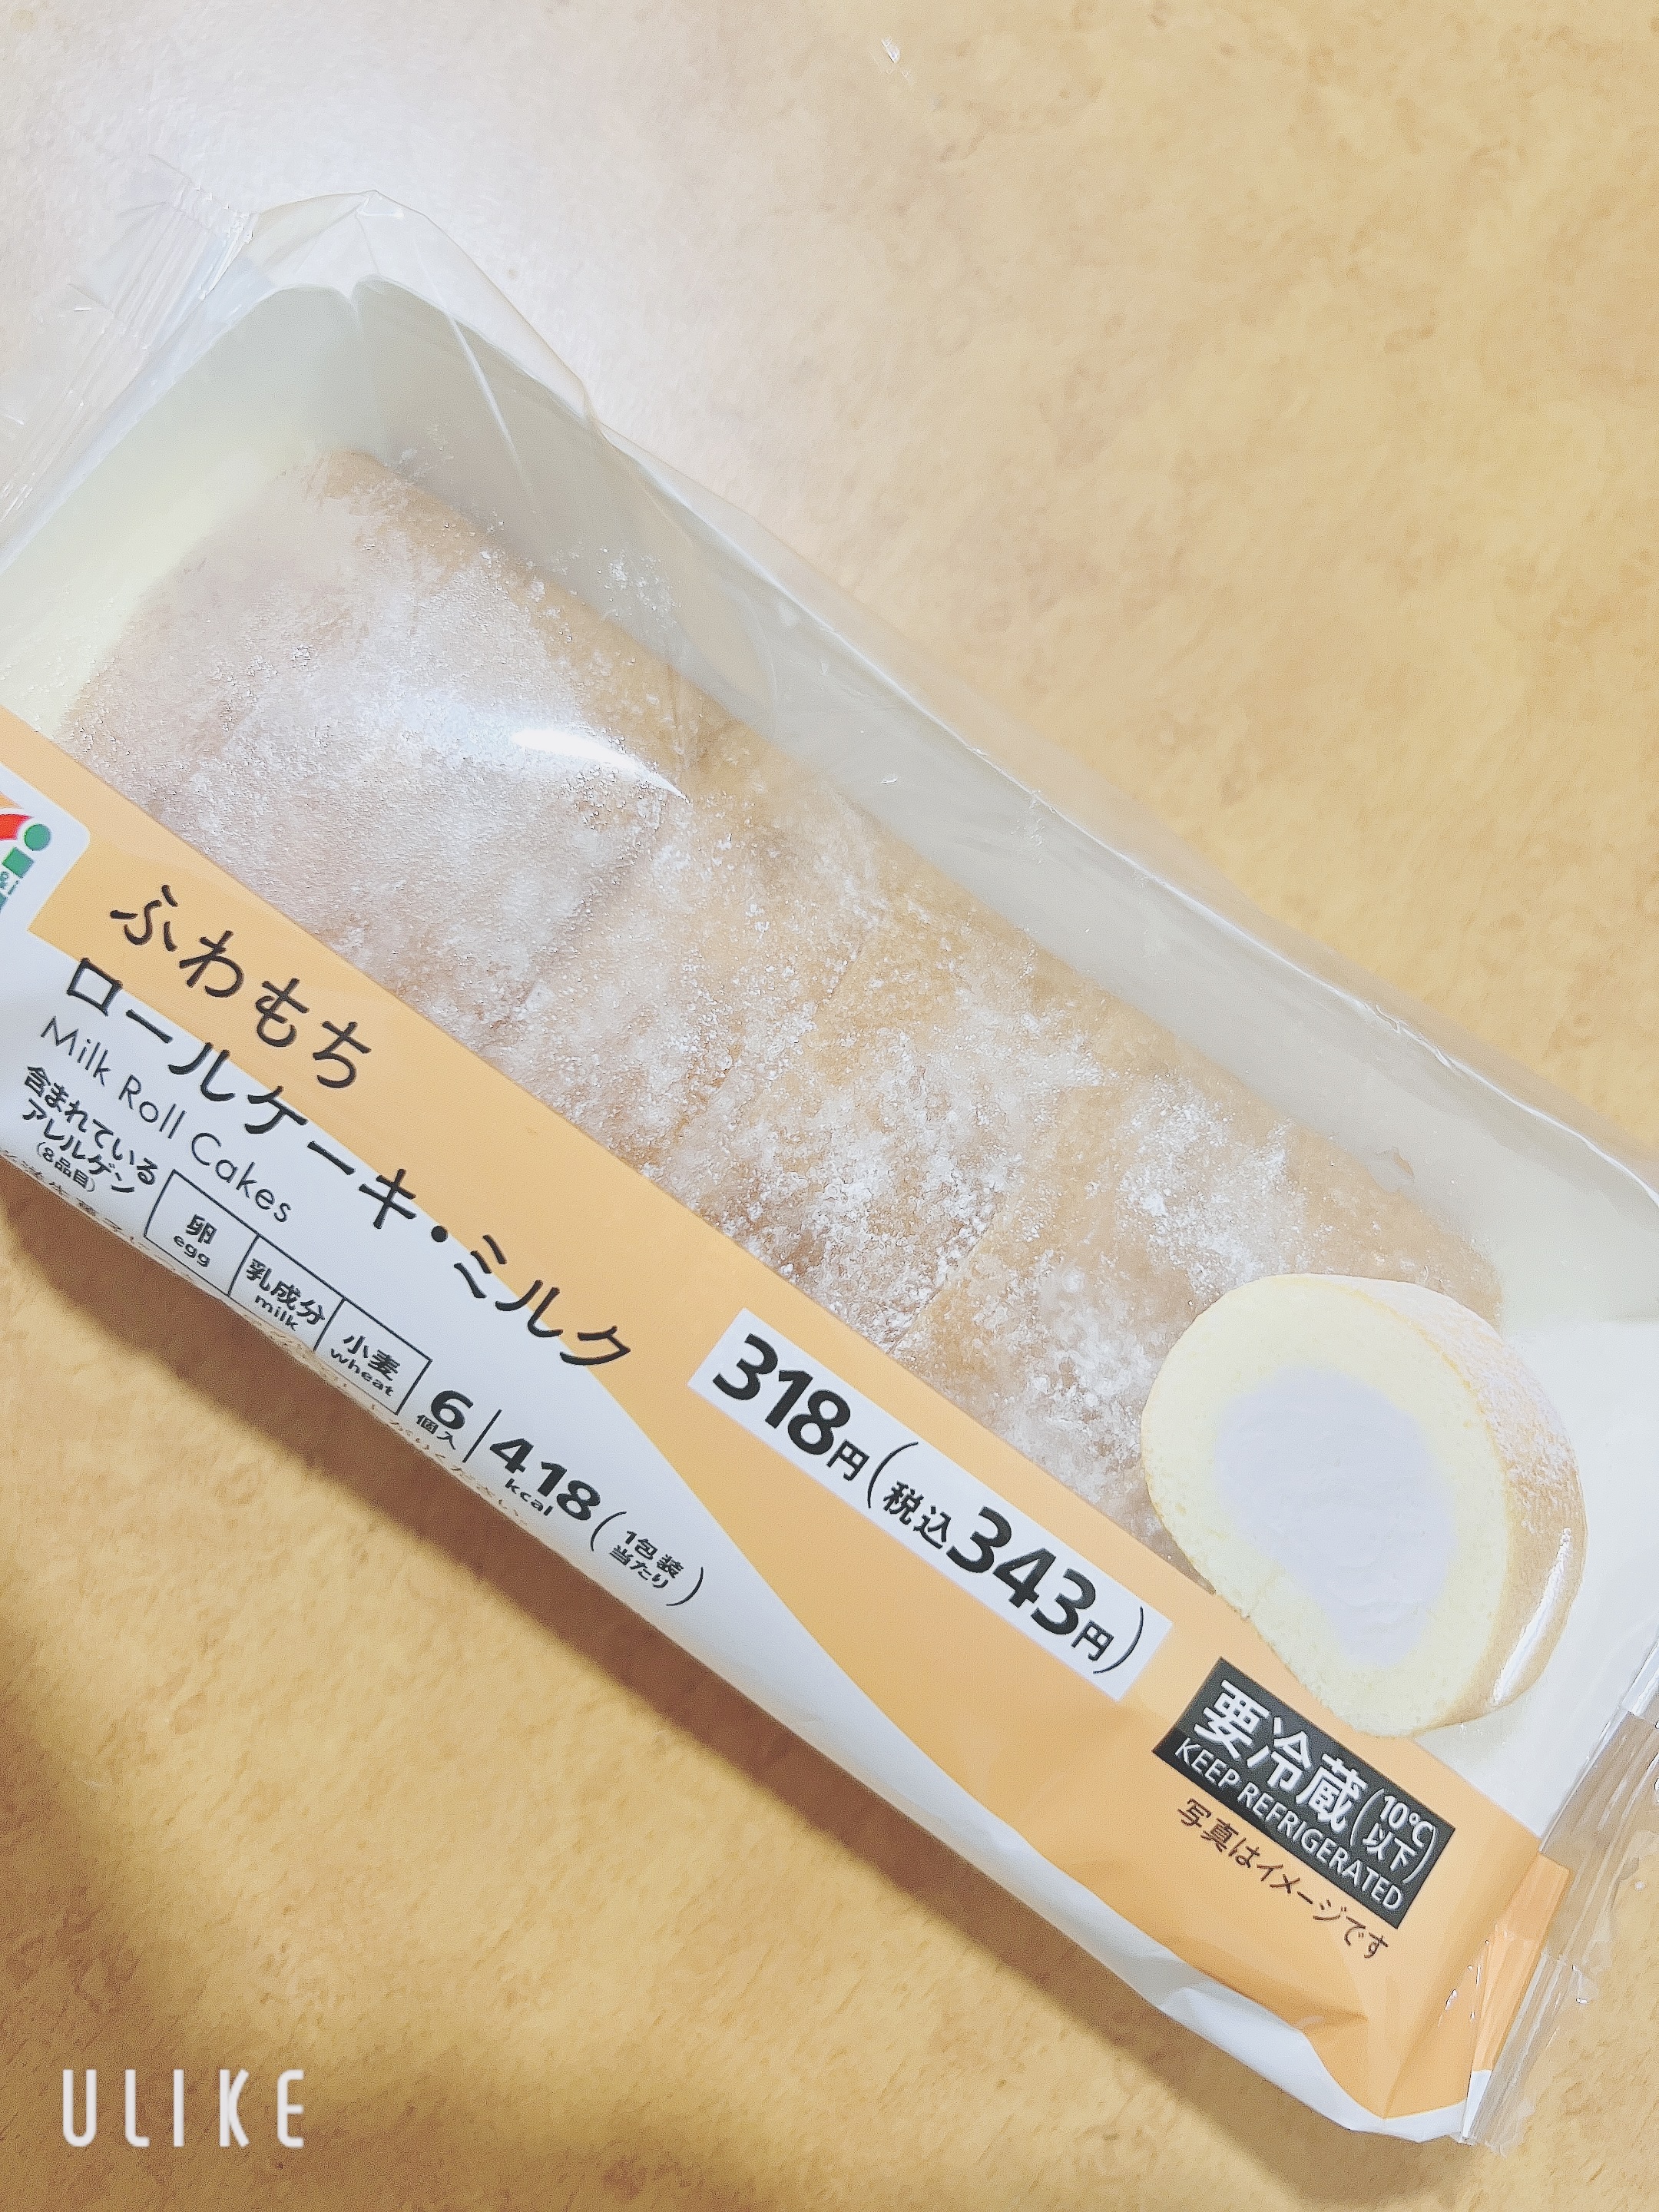 &i
ふわもち
ロールケーキ・ミルク
Milk Roll Cakes
含まれている
アレルゲン
(8品目)
卵
egg
乳成分
milk
小麦
wheat
6
個入
418
kcal
(1包装
当たり)
318円(税込343円)
要冷蔵(10℃
以下)
KEEP REFRIGERATED
写真はイメージです
ULIKE